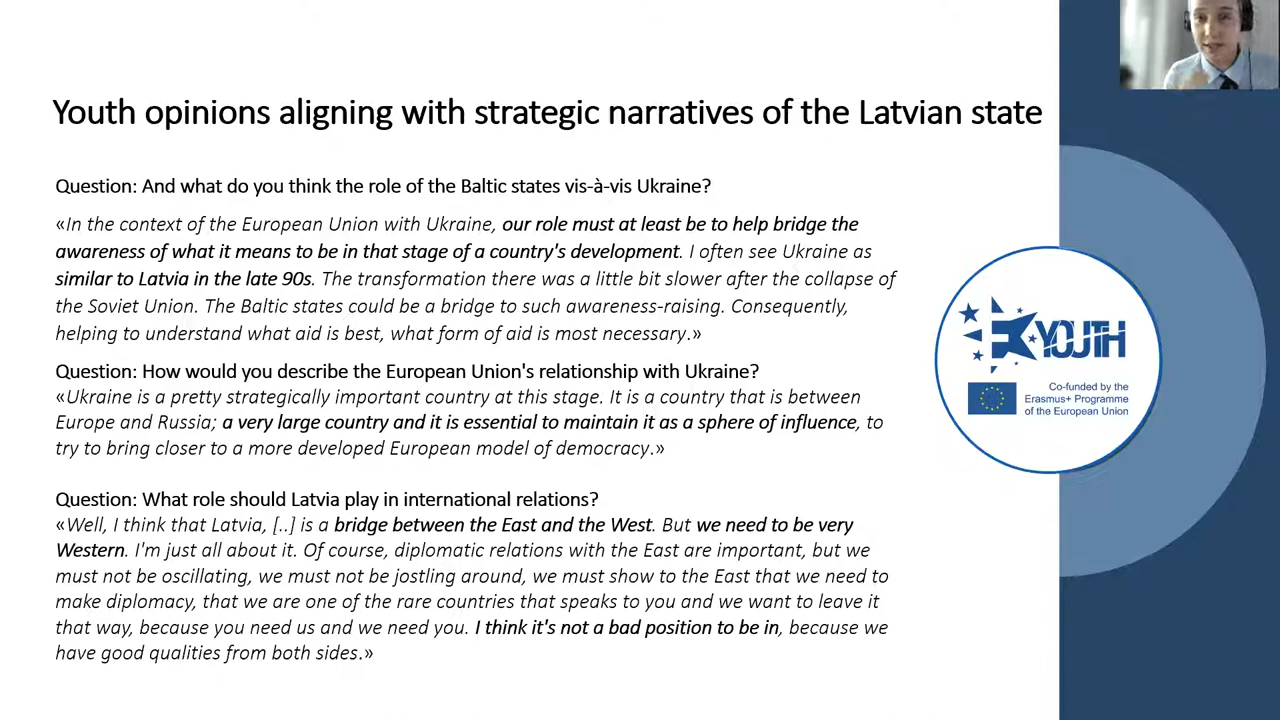 Youth opinions aligning with strategic narratives of the Latvian state
Question: And what do you think the role of the Baltic states vis-à-vis Ukraine?
«In the context of the European Union with Ukraine, our role must at least be to help bridge the
awareness of what it means to be in that stage of a country's development. I often see Ukraine as
similar to Latvia in the late 90s. The transformation there was a little bit slower after the collapse of
the Soviet Union. The Baltic states could be a bridge to such awareness-raising. Consequently,
helping to understand what aid is best, what form of aid is most necessary.»
Question: How would you describe the European Union's relationship with Ukraine?
«Ukraine is a pretty strategically important country at this stage. It is a country that is between
Europe and Russia; a very large country and it is essential to maintain it as a sphere of influence, to
try to bring closer to a more developed European model of democracy.»
Question: What role should Latvia play in international relations?
«Well, I think that Latvia, [..] is a bridge between the East and the West. But we need to be very
Western. I'm just all about it. Of course, diplomatic relations with the East are important, but we
must not be oscillating, we must not be jostling around, we must show to the East that we need to
make diplomacy, that we are one of the rare countries that speaks to you and we want to leave it
that way, because you need us and we need you. I think it's not a bad position to be in, because we
have good qualities from both sides.»
YOUTH
Co-funded by the
Erasmus+ Programme
of the European Union